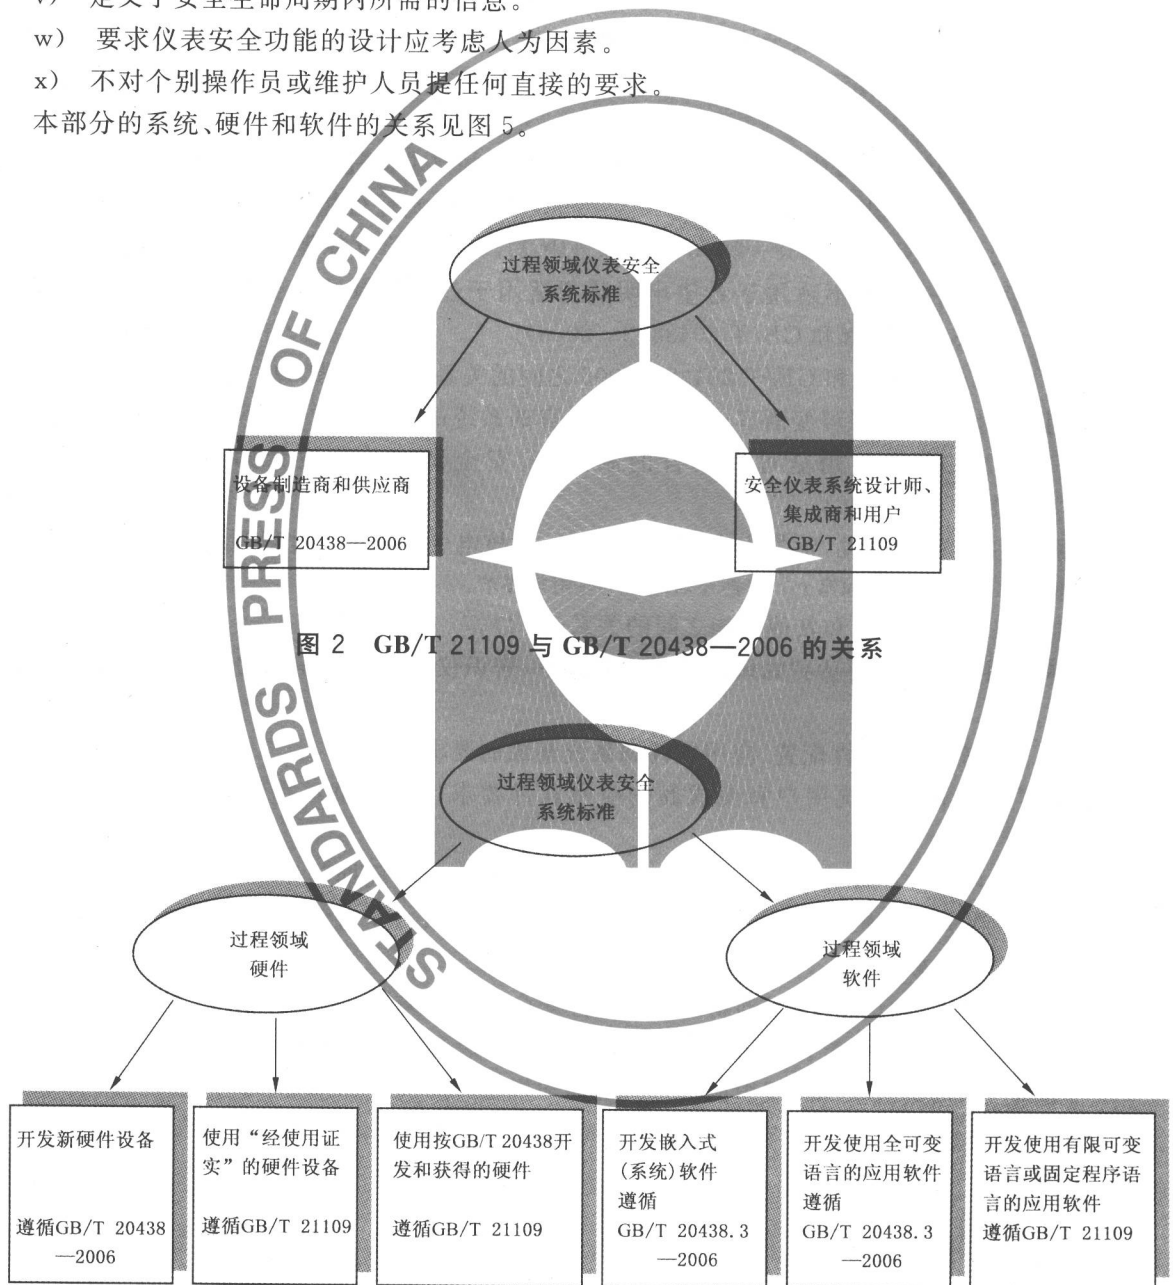 v) 定义了安全生命周期内所需的信息。
w) 要求仪表安全功能的设计应考虑人为因素。
x) 不对个别操作员或维护人员提任何直接的要求。
本部分的系统、硬件和软件的关系见图 5。
STANDARDS PRESS OF CHINA
过程领域仪表安全
系统标准
设备制造商和供应商
GB/T 20438—2006
安全仪表系统设计师、
集成商和用户
GB/T 21109
图 2 GB/T 21109 与 GB/T 20438—2006 的关系
过程领域仪表安全
系统标准
过程领域
硬件
过程领域
软件
开发新硬件设备
遵循GB/T 20438
—2006
使用“经使用证
实”的硬件设备
遵循GB/T 21109
使用按GB/T 20438开
发和获得的硬件
遵循GB/T 21109
开发嵌入式
(系统)软件
遵循
GB/T 20438.3
—2006
开发使用全可变
语言的应用软件
遵循
GB/T 20438.3
—2006
开发使用有限可变
语言或固定程序语
言的应用软件
遵循GB/T 21109